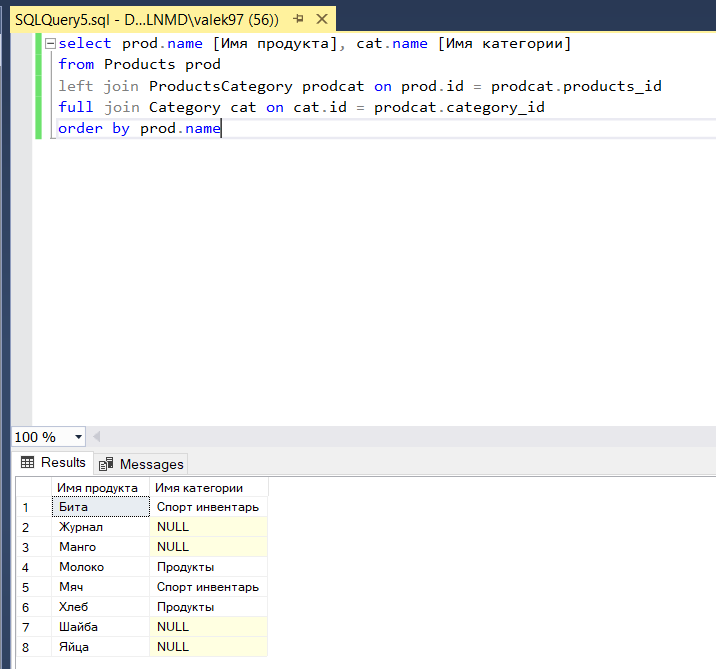 SQLQuery5.sql - D...LNMD\valek97 (56))
select prod.name [Имя продукта], cat.name [Имя категории]
from Products prod
left join ProductsCategory prodcat on prod.id = prodcat.products_id
full join Category cat on cat.id = prodcat.category_id
order by prod.name
100 %
Results Messages
Имя продукта Имя категории
1 Бита Спорт инвентарь
2 Журнал NULL
3 Манго NULL
4 Молоко Продукты
5 Мяч Спорт инвентарь
6 Хлеб Продукты
7 Шайба NULL
8 Яйца NULL